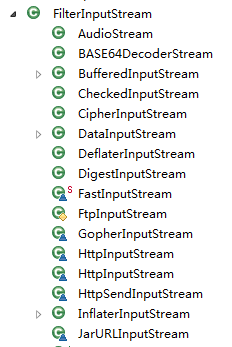 FilterInputStream
AudioStream
BASE64DecoderStream
BufferedInputStream
CheckedInputStream
CipherInputStream
DataInputStream
DeflaterInputStream
DigestInputStream
FastInputStream
FtpInputStream
GopherInputStream
HttpInputStream
HttpInputStream
HttpSendInputStream
InflaterInputStream
JarURLInputStream